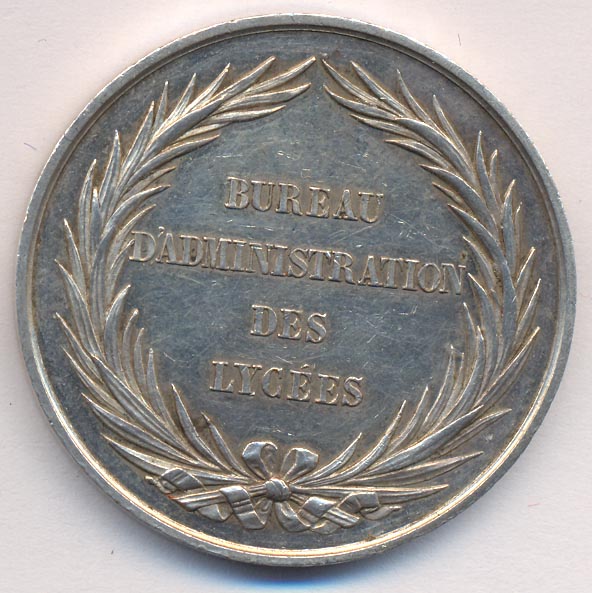 BUREAU
D'ADMINISTRATION
DES
LYCÉES